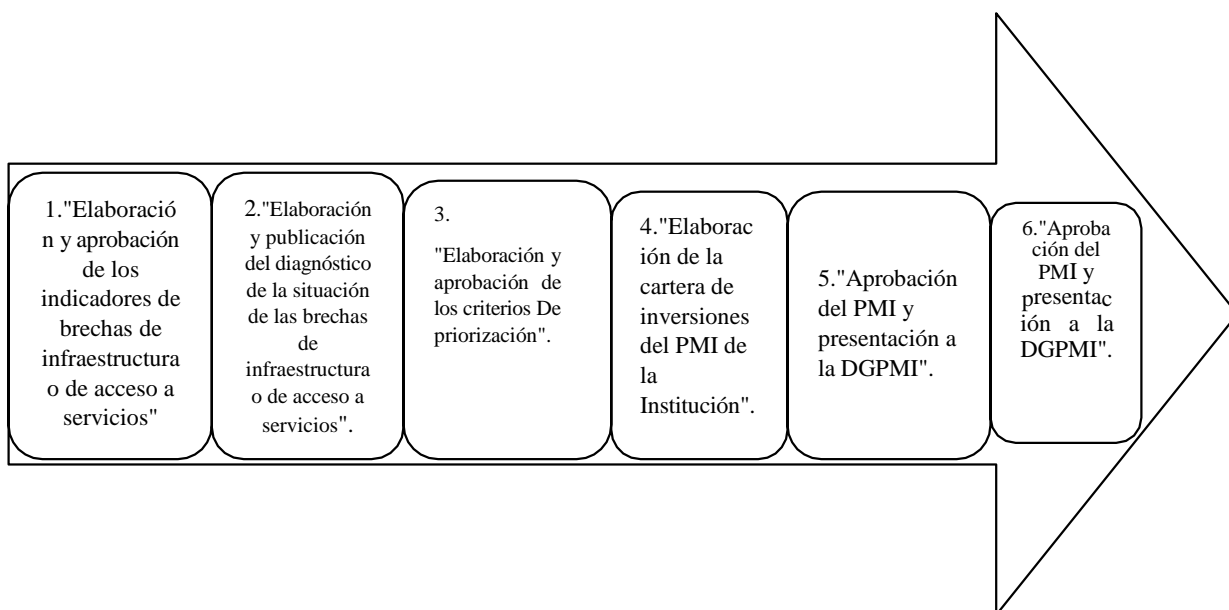 1."Elaboració
n y aprobación
de los
indicadores de
brechas de
infraestructura
o de acceso a
servicios"
2."Elaboración
y publicación
del diagnóstico
de la situación
de las brechas
de
infraestructura
o de acceso a
servicios".
3.
"Elaboración y
aprobación de
los criterios De
priorización".
4."Elaborac
ión de la
cartera de
inversiones
del PMI de
la
Institución".
5."Aprobación
del PMI y
presentación a
la DGPMI".
6."Aproba
ción del
PMI y
presentac
ión a la
DGPMI".